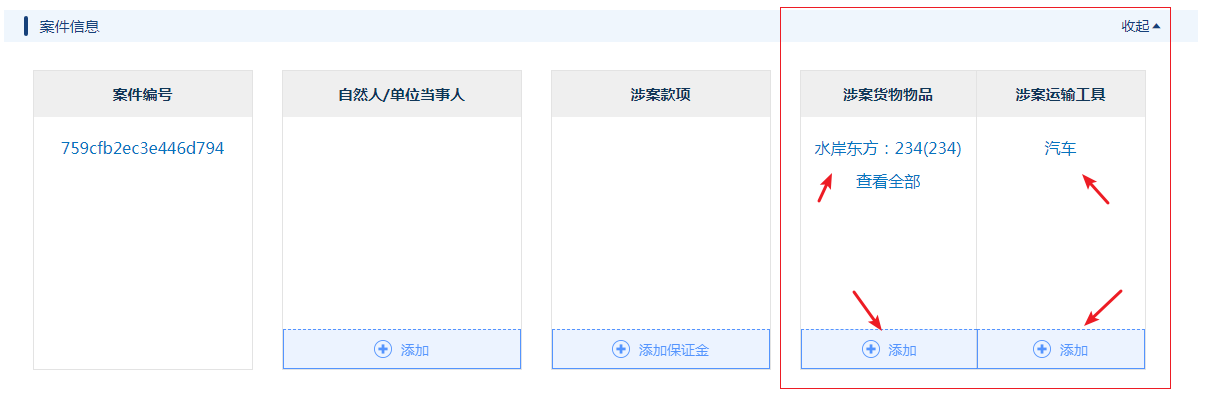 案件信息
收起
案件编号
自然人/单位当事人
涉案款项
涉案货物物品
涉案运输工具
759cfb2ec3e446d794
水岸东方：234(234)
汽车
查看全部
添加
添加保证金
添加
添加